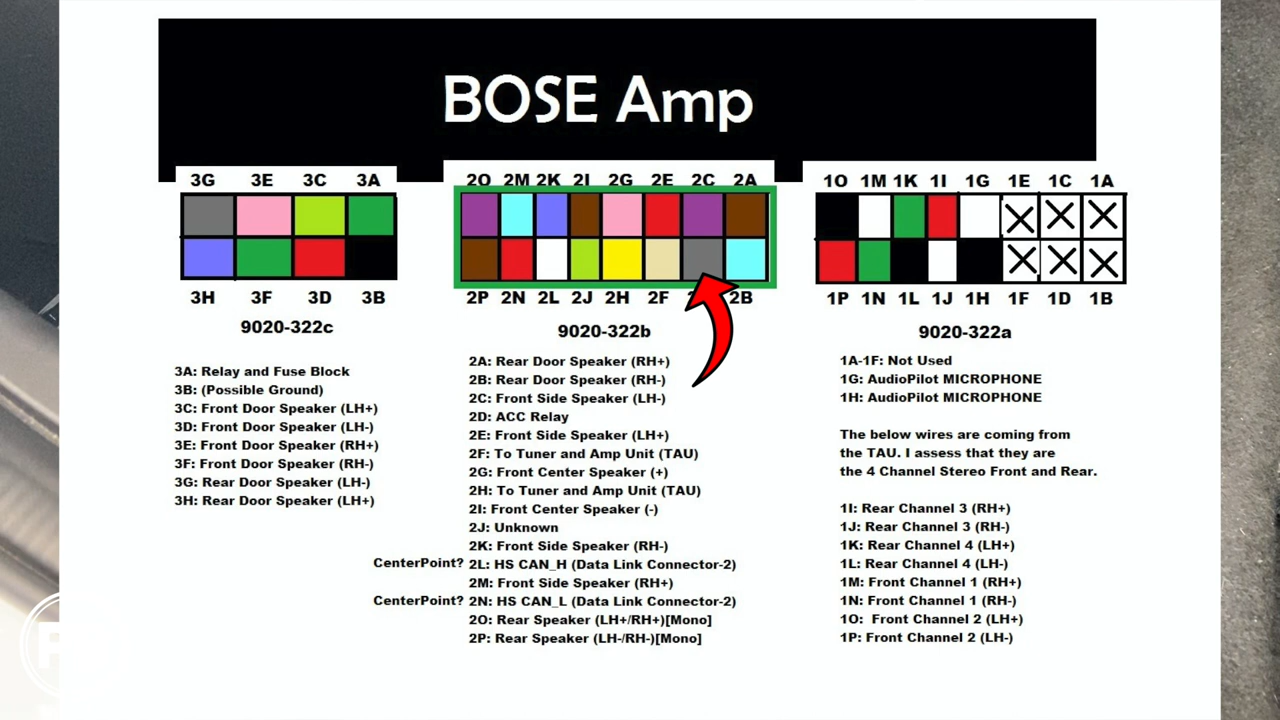 BOSE Amp
3G 3E 3C 3A
3H 3F 3D 3B
9020-322c
3A: Relay and Fuse Block
3B: (Possible Ground)
3C: Front Door Speaker (LH+)
3D: Front Door Speaker (LH-)
3E: Front Door Speaker (RH+)
3F: Front Door Speaker (RH-)
3G: Rear Door Speaker (LH-)
3H: Rear Door Speaker (LH+)
2O 2M 2K 2I 2G 2E 2C 2A
2P 2N 2L 2J 2H 2F 2B
9020-322b
2A: Rear Door Speaker (RH+)
2B: Rear Door Speaker (RH-)
2C: Front Side Speaker (LH-)
2D: ACC Relay
2E: Front Side Speaker (LH+)
2F: To Tuner and Amp Unit (TAU)
2G: Front Center Speaker (+)
2H: To Tuner and Amp Unit (TAU)
2I: Front Center Speaker (-)
2J: Unknown
2K: Front Side Speaker (RH-)
CenterPoint? 2L: HS CAN_H (Data Link Connector-2)
2M: Front Side Speaker (RH+)
CenterPoint? 2N: HS CAN_L (Data Link Connector-2)
2O: Rear Speaker (LH+/RH+)[Mono]
2P: Rear Speaker (LH-/RH-)[Mono]
1O 1M 1K 1I 1G 1E 1C 1A
1P 1N 1L 1J 1H 1F 1D 1B
9020-322a
1A-1F: Not Used
1G: AudioPilot MICROPHONE
1H: AudioPilot MICROPHONE
The below wires are coming from
the TAU. I assess that they are
the 4 Channel Stereo Front and Rear.
1I: Rear Channel 3 (RH+)
1J: Rear Channel 3 (RH-)
1K: Rear Channel 4 (LH+)
1L: Rear Channel 4 (LH-)
1M: Front Channel 1 (RH+)
1N: Front Channel 1 (RH-)
1O: Front Channel 2 (LH+)
1P: Front Channel 2 (LH-)